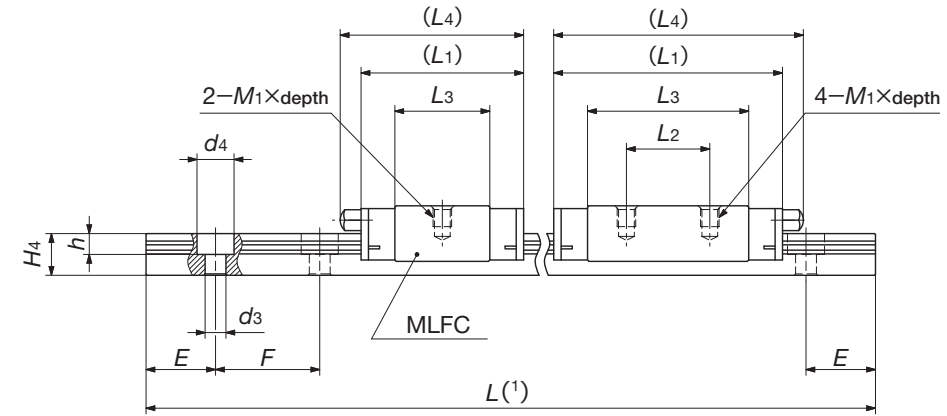 (L4) (L4)
(L1) (L1)
2−M1×depth L3 L3 4−M1×depth
d4 L2
H4 h
d3 MLFC
E F E
L(1)